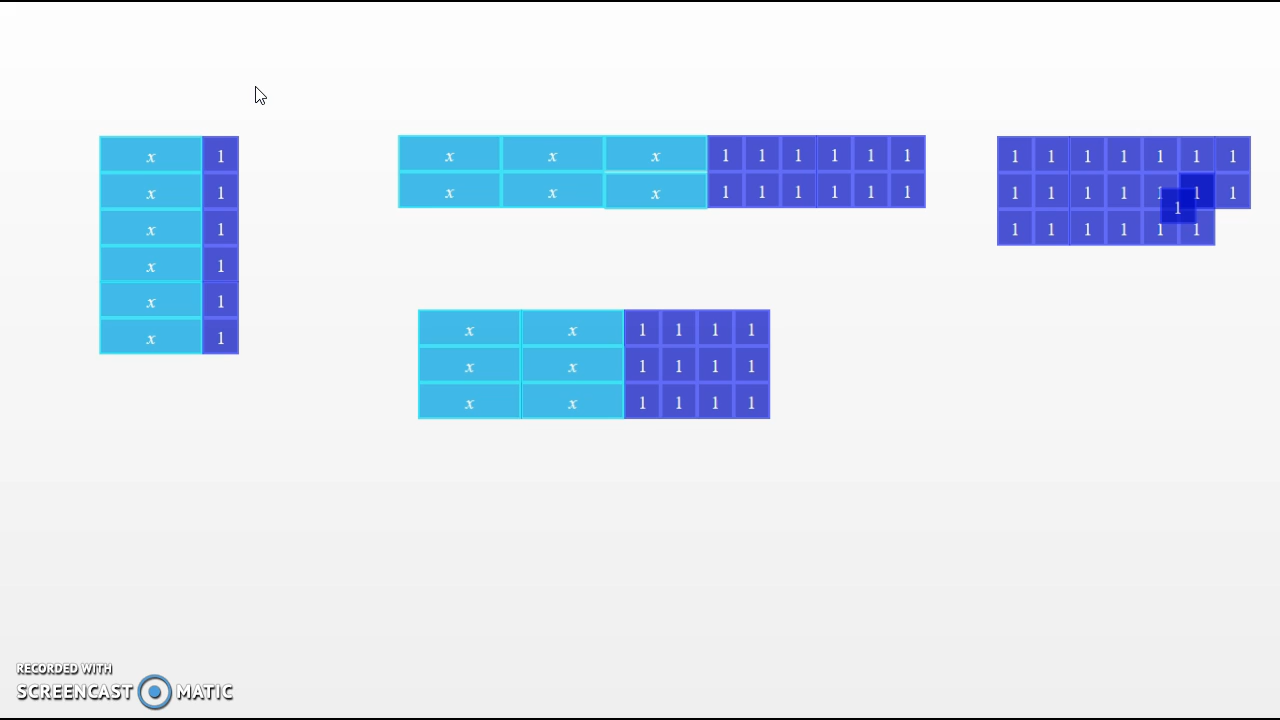 x 1
x 1
x 1
x 1
x 1
x 1
x x x 1 1 1 1 1 1
x x x 1 1 1 1 1 1
x x 1 1 1 1
x x 1 1 1 1
x x 1 1 1 1
1 1 1 1 1 1 1
1 1 1 1 1 1 1
1
1 1 1 1 1 1
RECORDED WITH
SCREENCAST MATIC